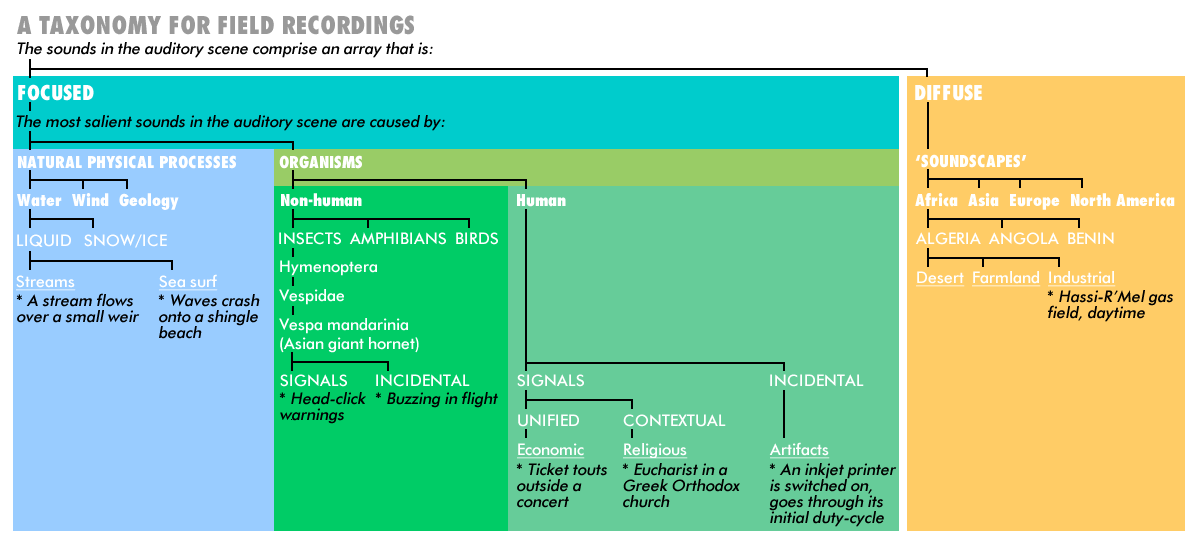 A TAXONOMY FOR FIELD RECORDINGS
The sounds in the auditory scene comprise an array that is:
FOCUSED
The most salient sounds in the auditory scene are caused by:
NATURAL PHYSICAL PROCESSES
Water Wind Geology
LIQUID SNOW/ICE
Streams
* A stream flows
over a small weir
Sea surf
* Waves crash
onto a shingle
beach
ORGANISMS
Non-human
INSECTS AMPHIBIANS BIRDS
Hymenoptera
Vespidae
Vespa mandarinia
(Asian giant hornet)
SIGNALS
* Head-click
warnings
INCIDENTAL
* Buzzing in flight
Human
SIGNALS
UNIFIED
Economic
* Ticket touts
outside a
concert
CONTEXTUAL
Religious
* Eucharist in a
Greek Orthodox
church
INCIDENTAL
Artifacts
* An inkjet printer
is switched on,
goes through its
initial duty-cycle
DIFFUSE
‘SOUNDSCAPES’
Africa Asia Europe North America
ALGERIA ANGOLA BENIN
Desert Farmland Industrial
* Hassi-R’Mel gas
field, daytime